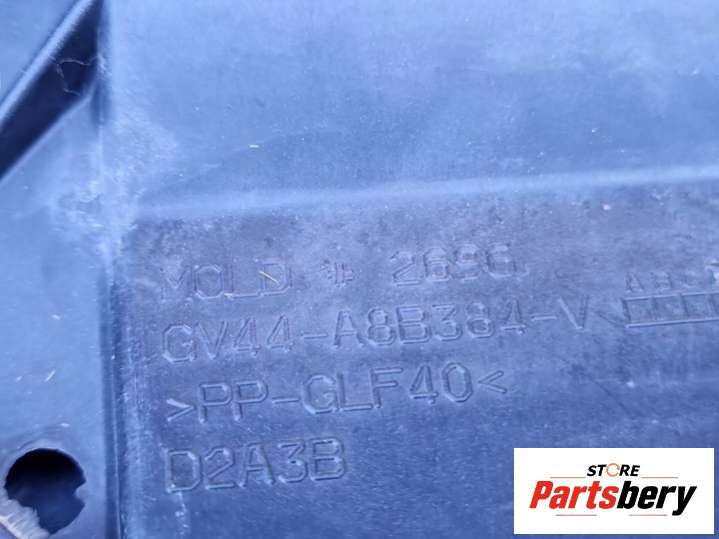 MOLD # 2696
GV44-A8B384-V
>PP-GLF40<
D2A3B
STORE
Partsbery